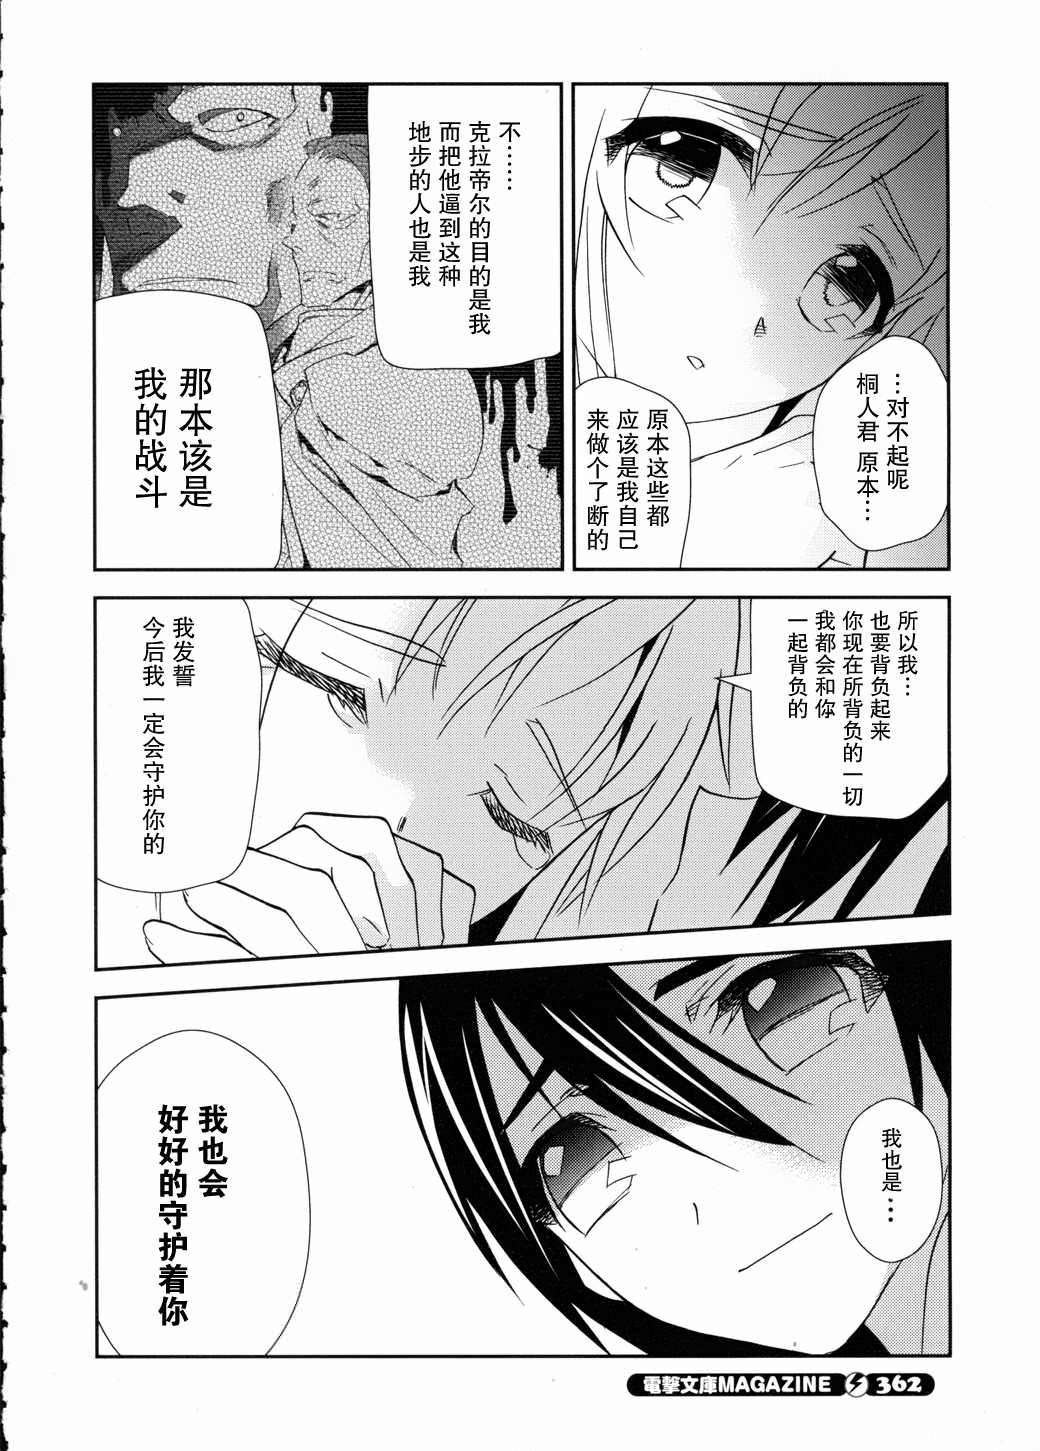 …对不起呢
桐人君 原本…
原本这些都
应该是我自己
来做个了断的
不……
克拉帝尔的目的是我
而把他逼到这种
地步的人也是我
那本该是
我的战斗
所以我…
也要背负起来
你现在所背负的一切
我都会和你
一起背负的
我发誓
今后我一定会守护你的
我也是…
我也会
好好的守护着你
電撃文庫MAGAZINE 362